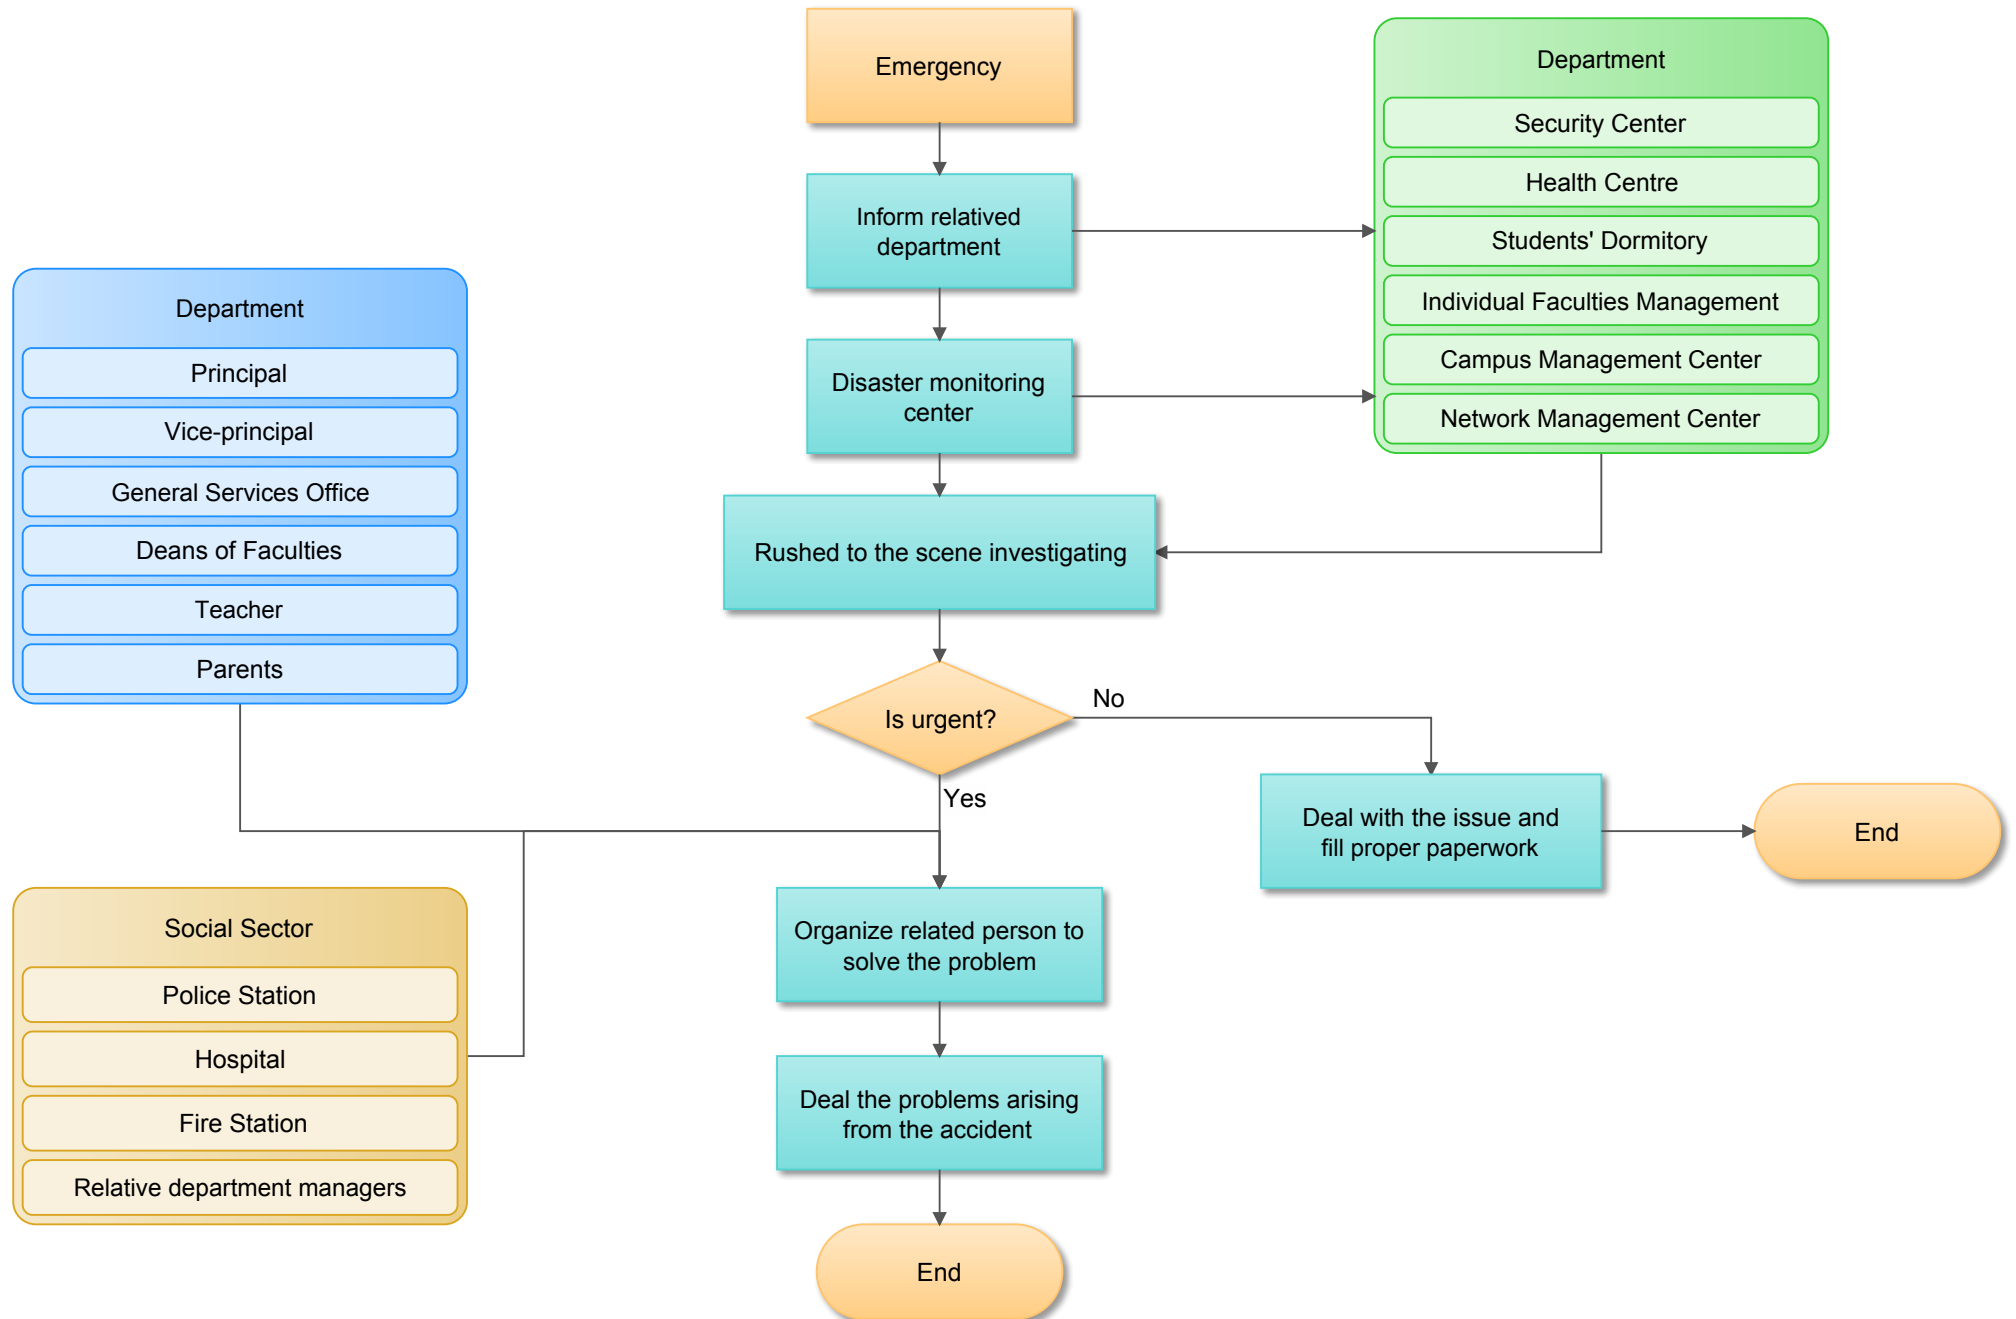 Emergency
Department
Security Center
Health Centre
Students' Dormitory
Individual Faculties Management
Campus Management Center
Network Management Center
Inform relatived
department
Disaster monitoring
center
Department
Principal
Vice-principal
General Services Office
Deans of Faculties
Teacher
Parents
Rushed to the scene investigating
Is urgent?
No
Yes
Deal with the issue and
fill proper paperwork
End
Social Sector
Police Station
Hospital
Fire Station
Relative department managers
Organize related person to
solve the problem
Deal the problems arising
from the accident
End